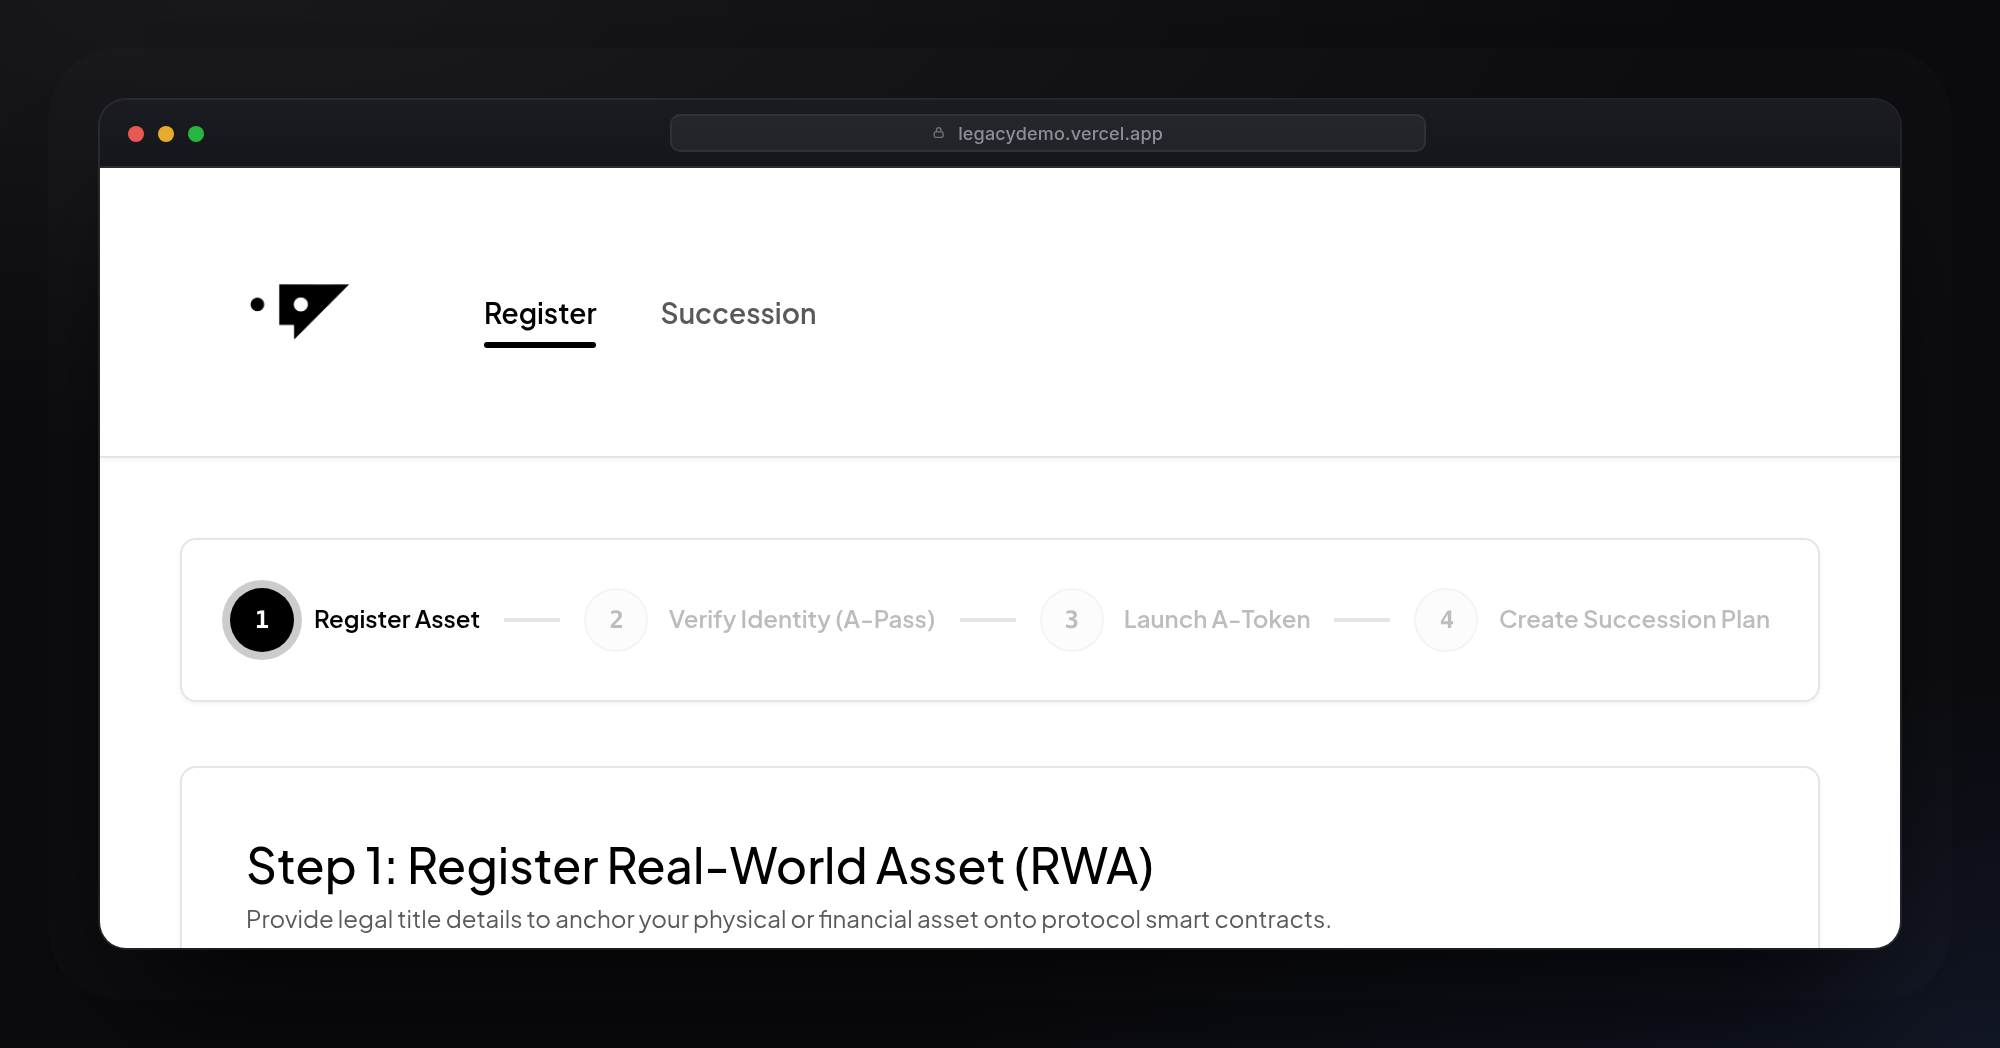 legacydemo.vercel.app
Register
Succession
1 Register Asset
2 Verify Identity (A-Pass)
3 Launch A-Token
4 Create Succession Plan
Step 1: Register Real-World Asset (RWA)
Provide legal title details to anchor your physical or financial asset onto protocol smart contracts.